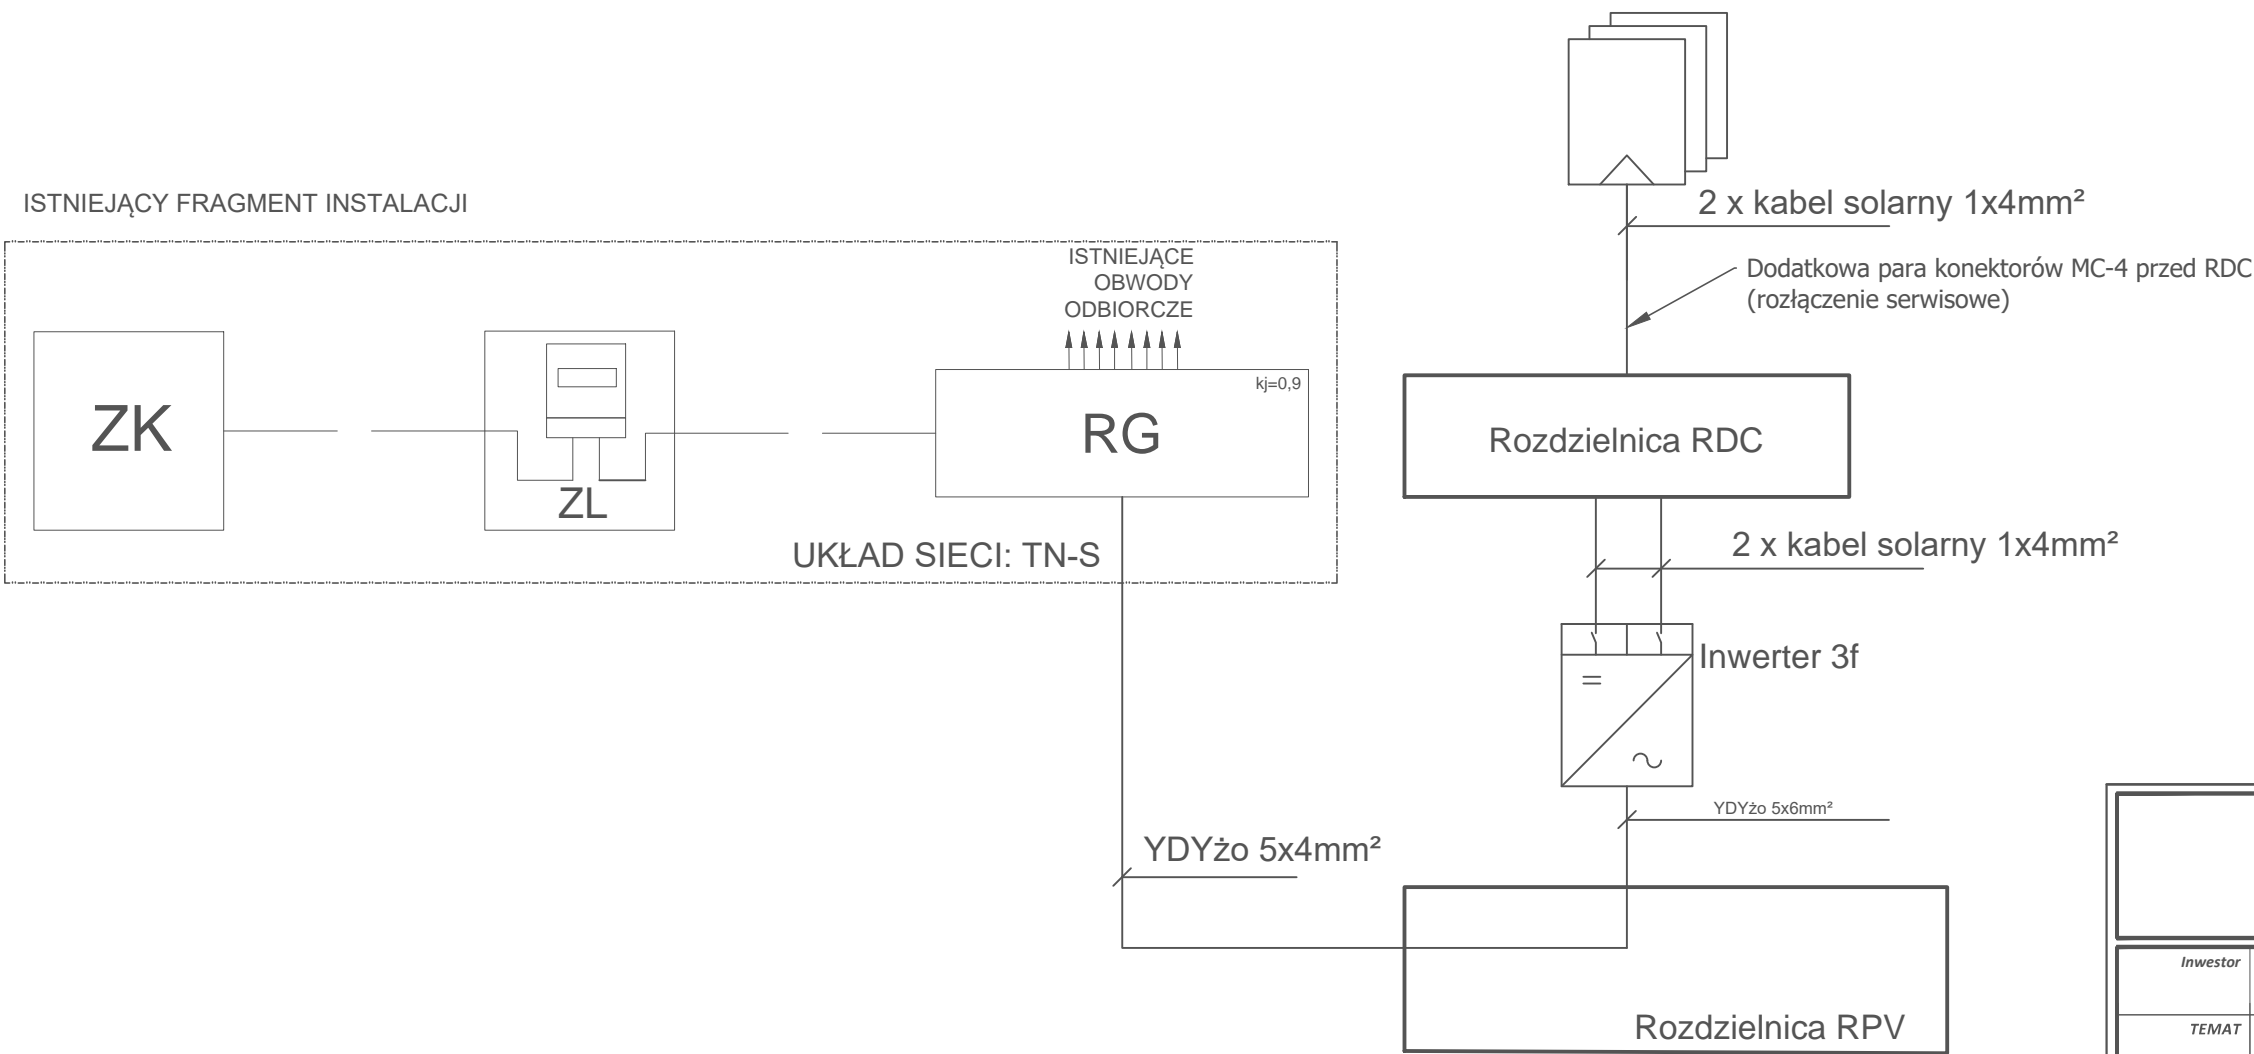 2 x kabel solarny 1x4mm²
ISTNIEJĄCY FRAGMENT INSTALACJI
ISTNIEJĄCE
OBWODY
ODBIORCZE
Dodatkowa para konektorów MC-4 przed RDC
(rozłączenie serwisowe)
kj=0,9
ZK
ZL
RG
Rozdzielnica RDC
UKŁAD SIECI: TN-S
2 x kabel solarny 1x4mm²
Inwerter 3f
=
~
YDYżo 5x6mm²
YDYżo 5x4mm²
Rozdzielnica RPV
Inwestor
TEMAT